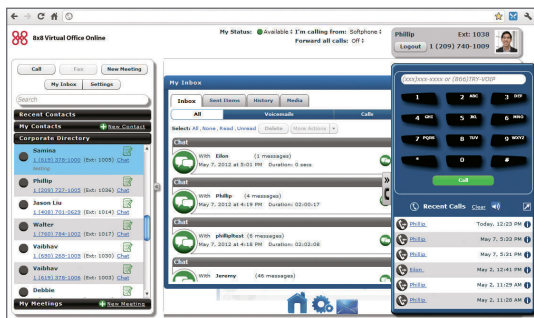 8x8 Virtual Office Online
My Status: Available I'm calling from: Softphone
Forward all calls: Off
Phillip Ext: 1038
Logout 1 (209) 740-1009
Call Fax New Meeting
My Inbox Settings
Search
Recent Contacts
My Contacts New Contact
Corporate Directory
Samina
1 (619) 378-1000 (Ext: 1005) Chat
Phillip
1 (209) 727-1005 (Ext: 1036) Chat
Jason Liu
1 (408) 701-0629 (Ext: 1014) Chat
Walter
1 (760) 784-1002 (Ext: 1017) Chat
Vaibhav
1 (650) 265-1005 (Ext: 1030) Chat
Vaibhav
1 (619) 378-1006 (Ext: 1003) Chat
Debbie
My Meetings New Meeting
My Inbox
Inbox Sent Items History Media
All Voicemails Calls
Select: All , None , Read , Unread Delete More Actions
Chat
With Eilon (1 messages)
May 7, 2012 at 5:01 PM Duration: 0 secs
Chat
With Phillip (4 messages)
May 7, 2012 at 4:19 PM Duration: 02:00:17
Chat
With philliptest (6 messages)
May 7, 2012 at 4:18 PM Duration: 02:02:08
Chat
With Jeremy (46 messages)
(xxx)xxx-xxxx or (866)TRY-VOIP
1 2 ABC 3 DEF
4 GHI 5 JKL 6 MNO
7 PQRS 8 TUV 9 WXYZ
* 0 #
Call
Recent Calls Clear
Phillip Today, 12:23 PM
Phillip May 7, 5:33 PM
Phillip May 7, 5:31 PM
Eilon May 2, 12:41 PM
Phillip May 2, 11:29 AM
Phillip May 2, 11:28 AM